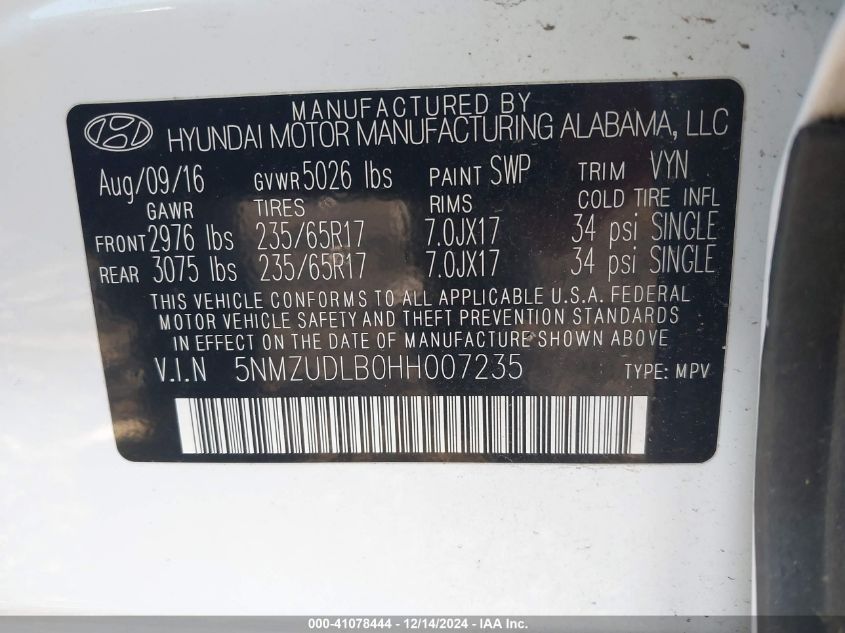 MANUFACTURED BY
HYUNDAI MOTOR MANUFACTURING ALABAMA, LLC
Aug/09/16 GVWR 5026 lbs PAINT SWP TRIM VYN
GAWR TIRES RIMS COLD TIRE INFL
FRONT 2976 lbs 235/65R17 7.0JX17 34 psi SINGLE
REAR 3075 lbs 235/65R17 7.0JX17 34 psi SINGLE
THIS VEHICLE CONFORMS TO ALL APPLICABLE U.S.A. FEDERAL
MOTOR VEHICLE SAFETY AND THEFT PREVENTION STANDARDS
IN EFFECT ON THE DATE OF MANUFACTURE SHOWN ABOVE
V.I.N 5NMZUDLB0HH007235 TYPE: MPV
000-41078444 - 12/14/2024 - IAA Inc.